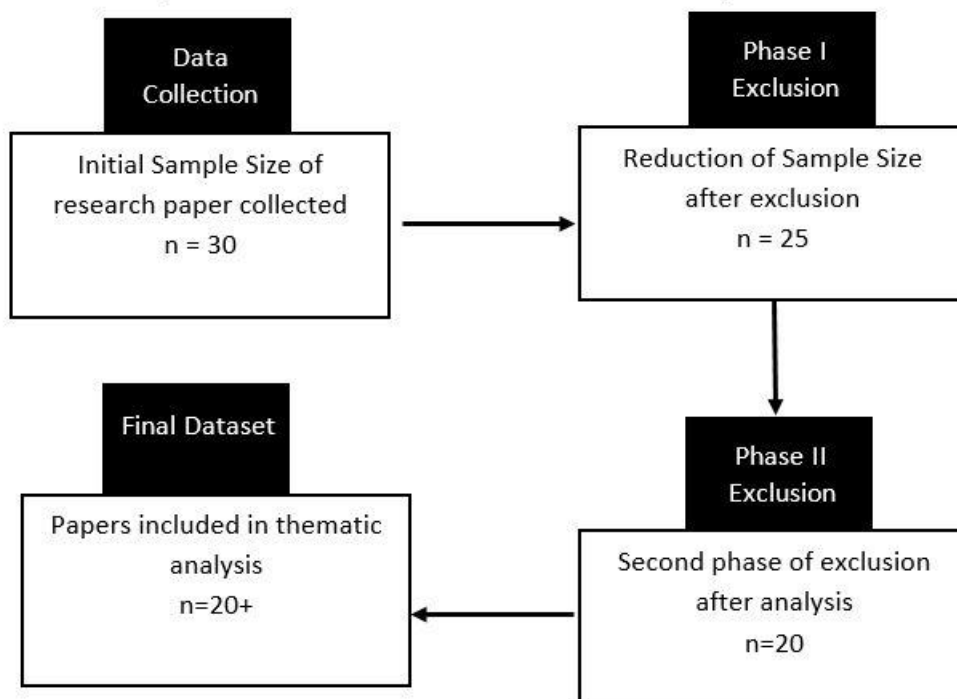 Data
Collection
Initial Sample Size of
research paper collected
n = 30
Phase I
Exclusion
Reduction of Sample Size
after exclusion
n = 25
Phase II
Exclusion
Second phase of exclusion
after analysis
n=20
Final Dataset
Papers included in thematic
analysis
n=20+